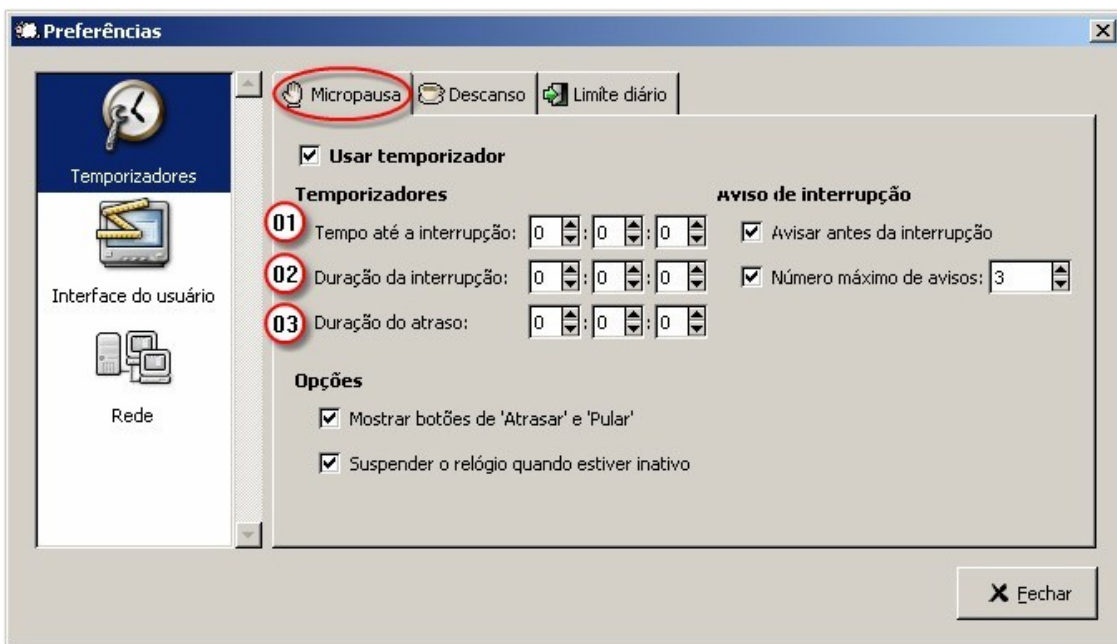 Preferências
Temporizadores
Interface do usuário
Rede
Micropausa
Descanso
Limíte diário
Usar temporizador
Temporizadores
Aviso de interrupção
01 Tempo até a interrupção: 0 : 0 : 0
Avisar antes da interrupção
02 Duração da interrupção: 0 : 0 : 0
Número máximo de avisos: 3
03 Duração do atraso: 0 : 0 : 0
Opções
Mostrar botões de 'Atrasar' e 'Pular'
Suspender o relógio quando estiver inativo
Fechar